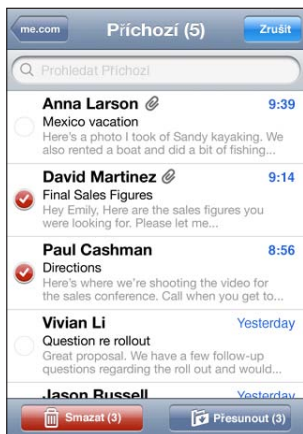 me.com
Příchozí (5)
Zrušit
Prohledat Příchozí
Anna Larson
9:39
Mexico vacation
Here's a photo I took of Sandy kayaking. We
also rented a boat and did a bit of fishing...
David Martinez
9:14
Final Sales Figures
Hey Emily, Here are the sales figures you
were looking for. Please let me...
Paul Cashman
8:56
Directions
Here's where we're shooting the video for
the sales conference. Call when you get to...
Vivian Li
Yesterday
Question re rollout
Great proposal. We have a few follow-up
questions regarding the roll out and would...
Jason Russell
Yesterday
Smazat (3)
Přesunout (3)